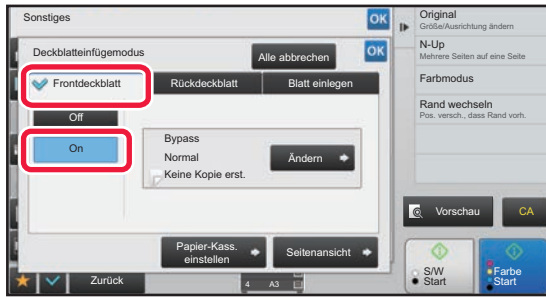 Sonstiges
OK
Deckblatteinfügemodus
Alle abbrechen
OK
Frontdeckblatt
Rückdeckblatt
Blatt einlegen
Off
On
Bypass
Normal
Keine Kopie erst.
Ändern
Papier-Kass.
einstellen
Seitenansicht
Zurück
4 A3
Original
Größe/Ausrichtung ändern
N-Up
Mehrere Seiten auf eine Seite
Farbmodus
Rand wechseln
Pos. versch., dass Rand vorh.
Vorschau
CA
S/W
Start
Farbe
Start